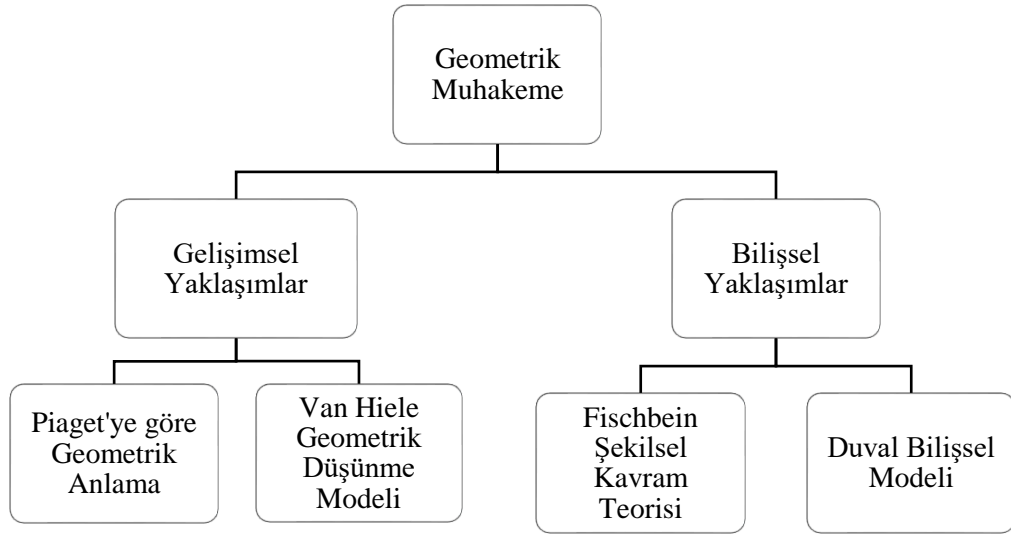 Geometrik
Muhakeme
Gelişimsel
Yaklaşımlar
Bilişsel
Yaklaşımlar
Piaget'ye göre
Geometrik
Anlama
Van Hiele
Geometrik
Düşünme
Modeli
Fischbein
Şekilsel
Kavram
Teorisi
Duval Bilişsel
Modeli